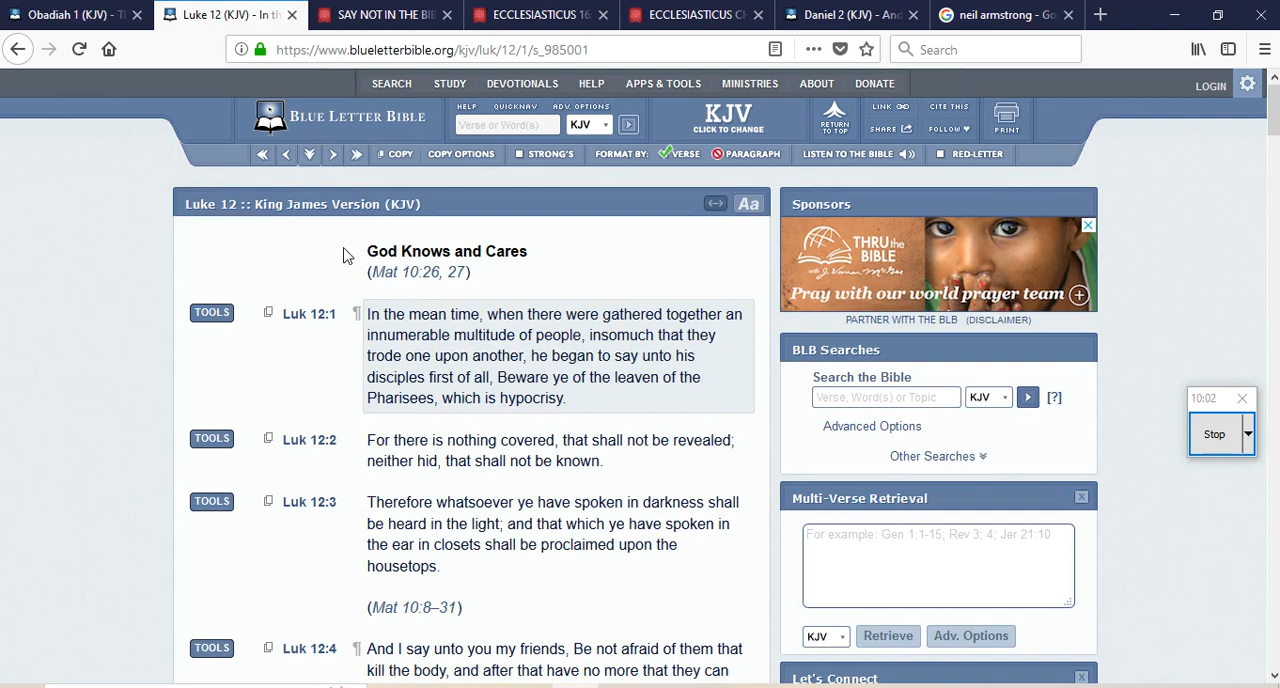 Obadiah 1 (KJV) - Th
Luke 12 (KJV) - In th
SAY NOT IN THE BIB
ECCLESIASTICUS 16:
ECCLESIASTICUS CH
Daniel 2 (KJV) - And
neil armstrong - Go
https://www.blueletterbible.org/kjv/luk/12/1/s_985001
Search
SEARCH STUDY DEVOTIONALS HELP APPS & TOOLS MINISTRIES ABOUT DONATE
LOGIN
BLUE LETTER BIBLE
HELP QUICKNAV ADV. OPTIONS
Verse or Word(s) KJV
KJV
CLICK TO CHANGE
RETURN
TO TOP
LINK CITE THIS
SHARE FOLLOW
PRINT
COPY COPY OPTIONS STRONG'S FORMAT BY: VERSE PARAGRAPH LISTEN TO THE BIBLE RED-LETTER
Luke 12 :: King James Version (KJV)
Aa
God Knows and Cares
(Mat 10:26, 27)
TOOLS Luk 12:1 ¶ In the mean time, when there were gathered together an
innumerable multitude of people, insomuch that they
trode one upon another, he began to say unto his
disciples first of all, Beware ye of the leaven of the
Pharisees, which is hypocrisy.
TOOLS Luk 12:2 For there is nothing covered, that shall not be revealed;
neither hid, that shall not be known.
TOOLS Luk 12:3 Therefore whatsoever ye have spoken in darkness shall
be heard in the light; and that which ye have spoken in
the ear in closets shall be proclaimed upon the
housetops.
(Mat 10:8–31)
TOOLS Luk 12:4 ¶ And I say unto you my friends, Be not afraid of them that
kill the body, and after that have no more that they can
Sponsors
THRU the
BIBLE
with J. Vernon McGee
Pray with our world prayer team
PARTNER WITH THE BLB (DISCLAIMER)
BLB Searches
Search the Bible
Verse, Word(s) or Topic KJV [?]
Advanced Options
Other Searches
Multi-Verse Retrieval
For example: Gen 1:1-15; Rev 3; 4; Jer 21:10
KJV Retrieve Adv. Options
Let's Connect
10:02
Stop